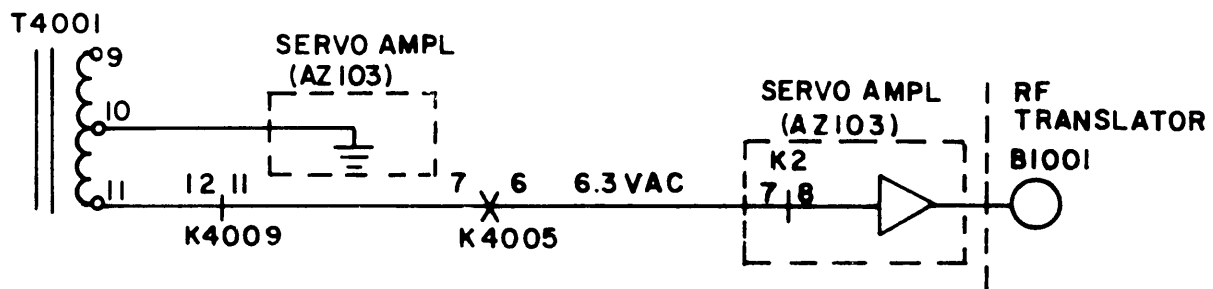 T4001
9
10
11
SERVO AMPL
(AZ103)
12 11
K4009
7 6
K4005
6.3 VAC
SERVO AMPL
(AZ103)
K2
7 8
RF
TRANSLATOR
B1001